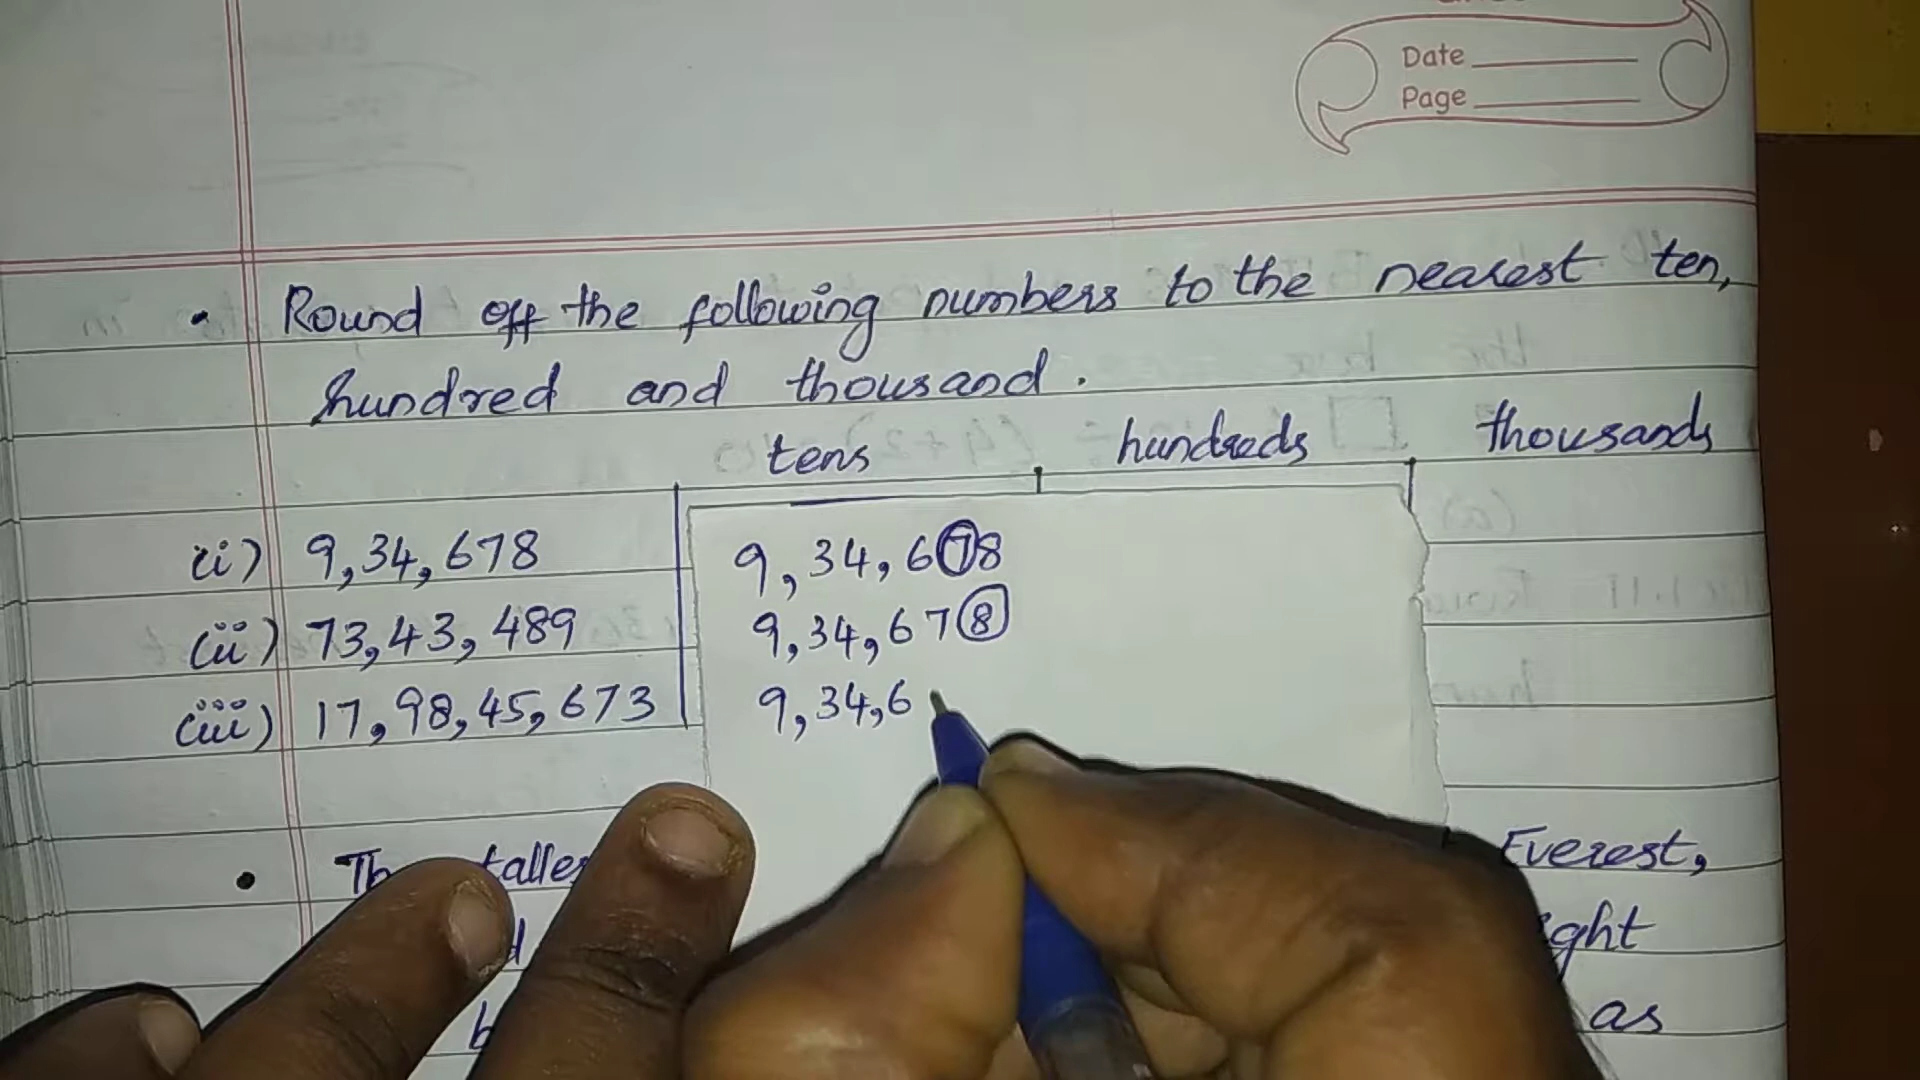 Date
Page
• Round off the following numbers to the nearest ten,
hundred and thousand.
tens hundreds thousands
(i) 9,34,678 9,34,678
(ii) 73,43,489 9,34,678
(iii) 17,98,45,673 9,34,6
• Everest,
as